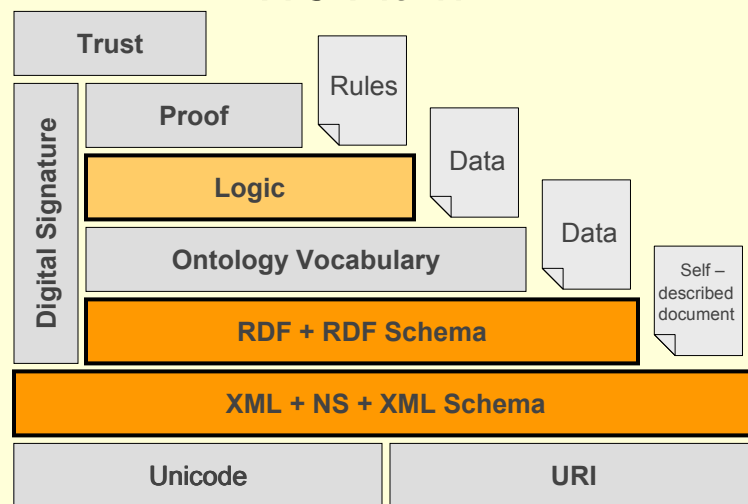 Trust
Rules
Proof
Digital Signature
Data
Logic
Data
Ontology Vocabulary
Self –
described
document
RDF + RDF Schema
XML + NS + XML Schema
Unicode
URI